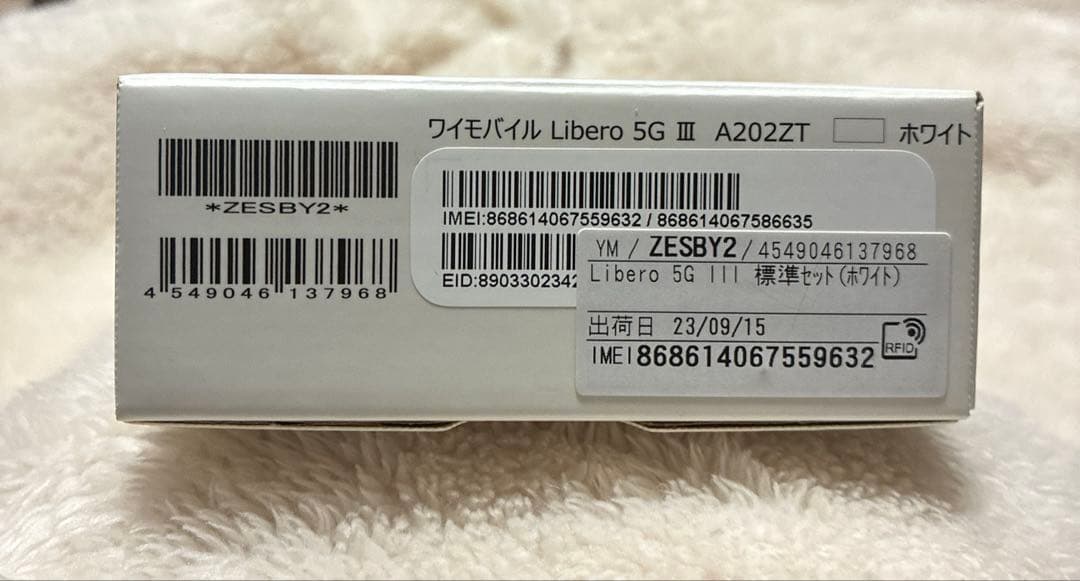 ワイモバイル Libero 5G Ⅲ A202ZT ホワイト
*ZESBY2*
4 549046 137968
IMEI:868614067559632 / 868614067586635
EID:8903302342
YM / ZESBY2 / 4549046137968
Libero 5G III 標準セット(ホワイト)
出荷日 23/09/15
IMEI868614067559632
RFID